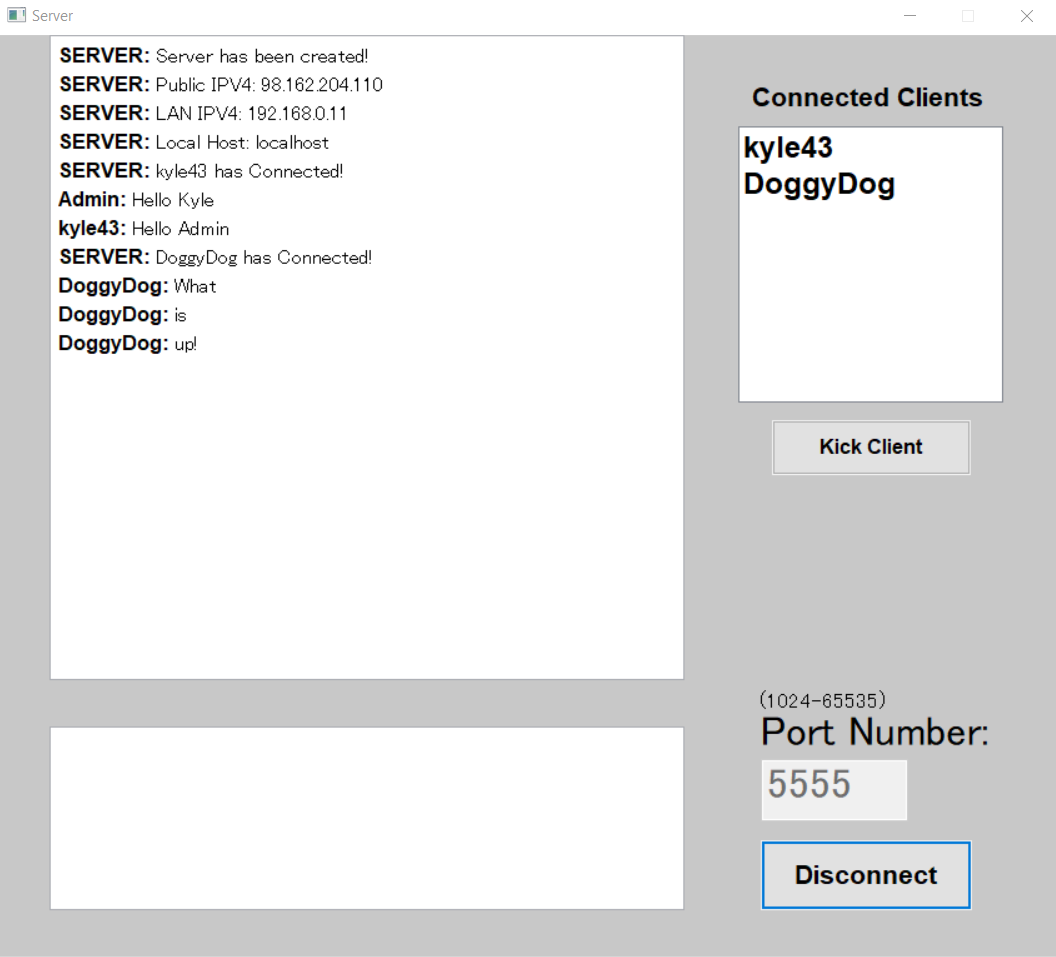 Server
SERVER: Server has been created!
SERVER: Public IPV4: 98.162.204.110
SERVER: LAN IPV4: 192.168.0.11
SERVER: Local Host: localhost
SERVER: kyle43 has Connected!
Admin: Hello Kyle
kyle43: Hello Admin
SERVER: DoggyDog has Connected!
DoggyDog: What
DoggyDog: is
DoggyDog: up!
Connected Clients
kyle43
DoggyDog
Kick Client
(1024-65535)
Port Number:
5555
Disconnect